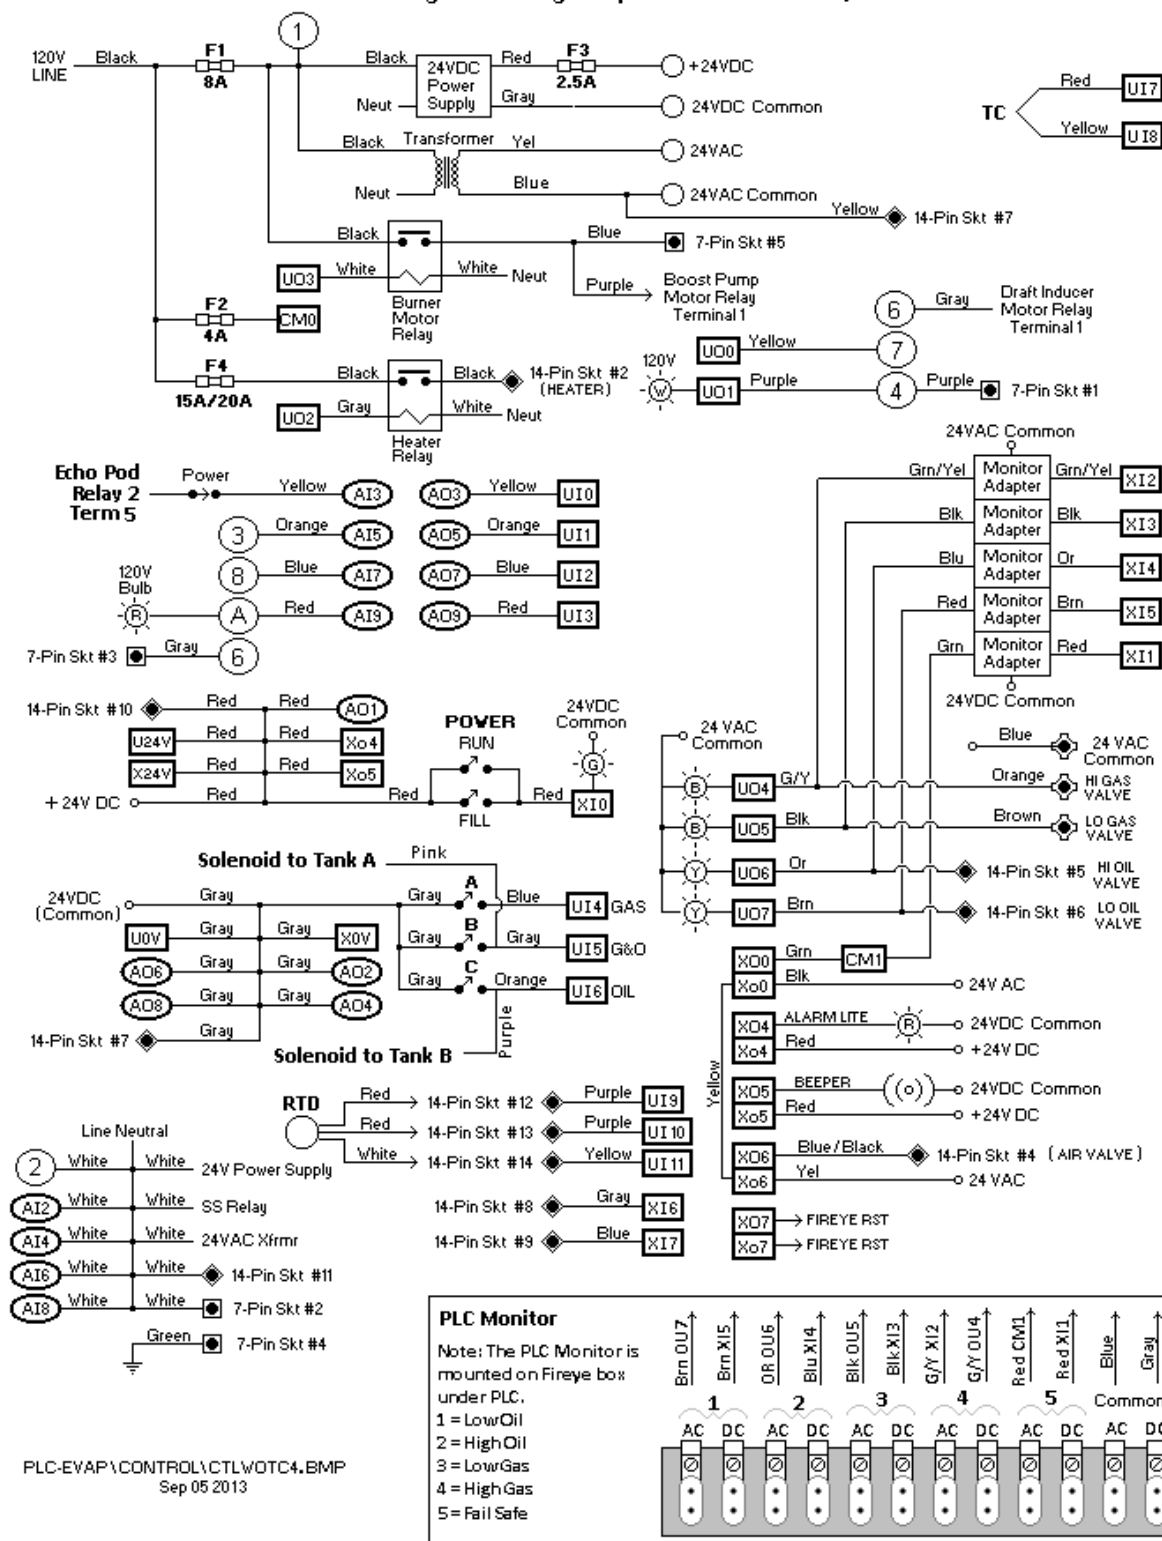 120V
LINE
Black
F1
8A
1
Black
24VDC
Power
Supply
Neut
Red
Gray
F3
2.5A
+24VDC
24VDC Common
TC
Red
UI7
Yellow
UI8
Black
Transformer
Yel
24VAC
Neut
Blue
24VAC Common
Yellow
14-Pin Skt #7
Black
Blue
7-Pin Skt #5
UO3
White
White
Neut
Burner
Motor
Relay
Purple
Boost Pump
Motor Relay
Terminal 1
F2
4A
CM0
6
Gray
Draft Inducer
Motor Relay
Terminal 1
UO0
Yellow
7
F4
15A/20A
Black
Black
14-Pin Skt #2
(HEATER)
120V
W
UO1
Purple
4
Purple
7-Pin Skt #1
UO2
Gray
White
Neut
Heater
Relay
24VAC Common
Grn/Yel
Monitor
Adapter
Grn/Yel
XI2
Blk
Monitor
Adapter
Blk
XI3
Blu
Monitor
Adapter
Or
XI4
Red
Monitor
Adapter
Brn
XI5
Grn
Monitor
Adapter
Red
XI1
24VDC Common
Echo Pod
Relay 2
Term 5
Power
Yellow
AI3
AO3
Yellow
UI0
3
Orange
AI5
AO5
Orange
UI1
8
Blue
AI7
AO7
Blue
UI2
120V
Bulb
R
A
Red
AI9
AO9
Red
UI3
7-Pin Skt #3
Gray
6
14-Pin Skt #10
Red
Red
AO1
U24V
Red
Red
Xo4
X24V
Red
Red
Xo5
+ 24V DC
Red
Red
POWER
RUN
FILL
Red
XI0
24VDC
Common
G
24 VAC
Common
Blue
24 VAC
Common
B
UO4
G/Y
Orange
HI GAS
VALVE
B
UO5
Blk
Brown
LO GAS
VALVE
Y
UO6
Or
14-Pin Skt #5
HI OIL
VALVE
Y
UO7
Brn
14-Pin Skt #6
LO OIL
VALVE
Solenoid to Tank A
Pink
24VDC
(Common)
Gray
Gray
A
Blue
UI4
GAS
U0V
Gray
Gray
X0V
Gray
B
Gray
UI5
G&O
AO6
Gray
Gray
AO2
Gray
C
Orange
UI6
OIL
AO8
Gray
Gray
AO4
14-Pin Skt #7
Gray
Solenoid to Tank B
Purple
XO0
Grn
CM1
Xo0
Blk
24V AC
XO4
ALARM LITE
R
24VDC Common
Xo4
Red
+24V DC
Yellow
XO5
BEEPER
24VDC Common
Xo5
Red
+24V DC
XO6
Blue/Black
14-Pin Skt #4
(AIR VALVE)
Xo6
Yel
24 VAC
XO7
FIREYE RST
Xo7
FIREYE RST
RTD
Red
14-Pin Skt #12
Purple
UI9
Red
14-Pin Skt #13
Purple
UI10
White
14-Pin Skt #14
Yellow
UI11
14-Pin Skt #8
Gray
XI6
14-Pin Skt #9
Blue
XI7
Line Neutral
2
White
White
24V Power Supply
AI2
White
White
SS Relay
AI4
White
White
24VAC Xfrmr
AI6
White
White
14-Pin Skt #11
AI8
White
White
7-Pin Skt #2
Green
7-Pin Skt #4
PLC-EVAP\CONTROL\CTLWOTC4.BMP
Sep 05 2013
PLC Monitor
Note: The PLC Monitor is
mounted on Fireye box
under PLC.
1 = Low Oil
2 = High Oil
3 = Low Gas
4 = High Gas
5 = Fail Safe
Brn OU7
Brn XI5
OR OU6
Blu XI4
Blk OU5
Blk XI3
G/Y XI2
G/Y OU4
Red CM1
Red XI1
Blue
Gray
1
2
3
4
5
Common
AC
DC
AC
DC
AC
DC
AC
DC
AC
DC
AC